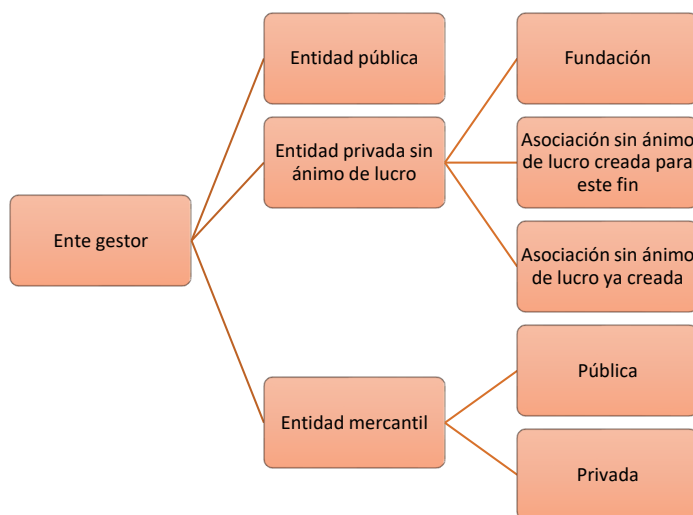 Ente gestor
Entidad pública
Entidad privada sin
ánimo de lucro
Fundación
Asociación sin ánimo
de lucro creada para
este fin
Asociación sin ánimo
de lucro ya creada
Entidad mercantil
Pública
Privada